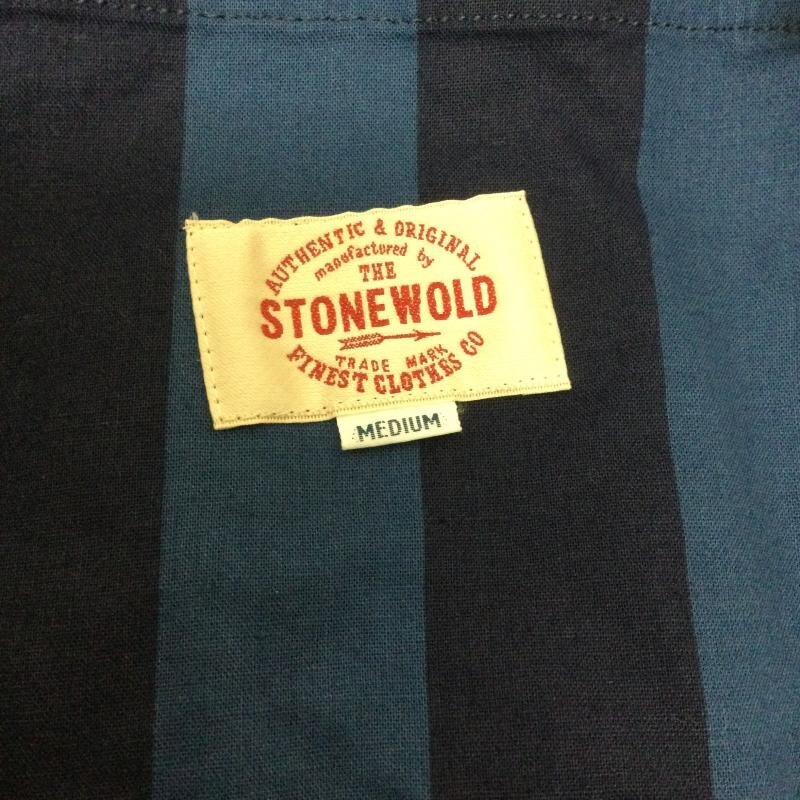 AUTHENTIC & ORIGINAL
manufactured by
THE
STONEWOLD
TRADE MARK
FINEST CLOTHES CO
MEDIUM